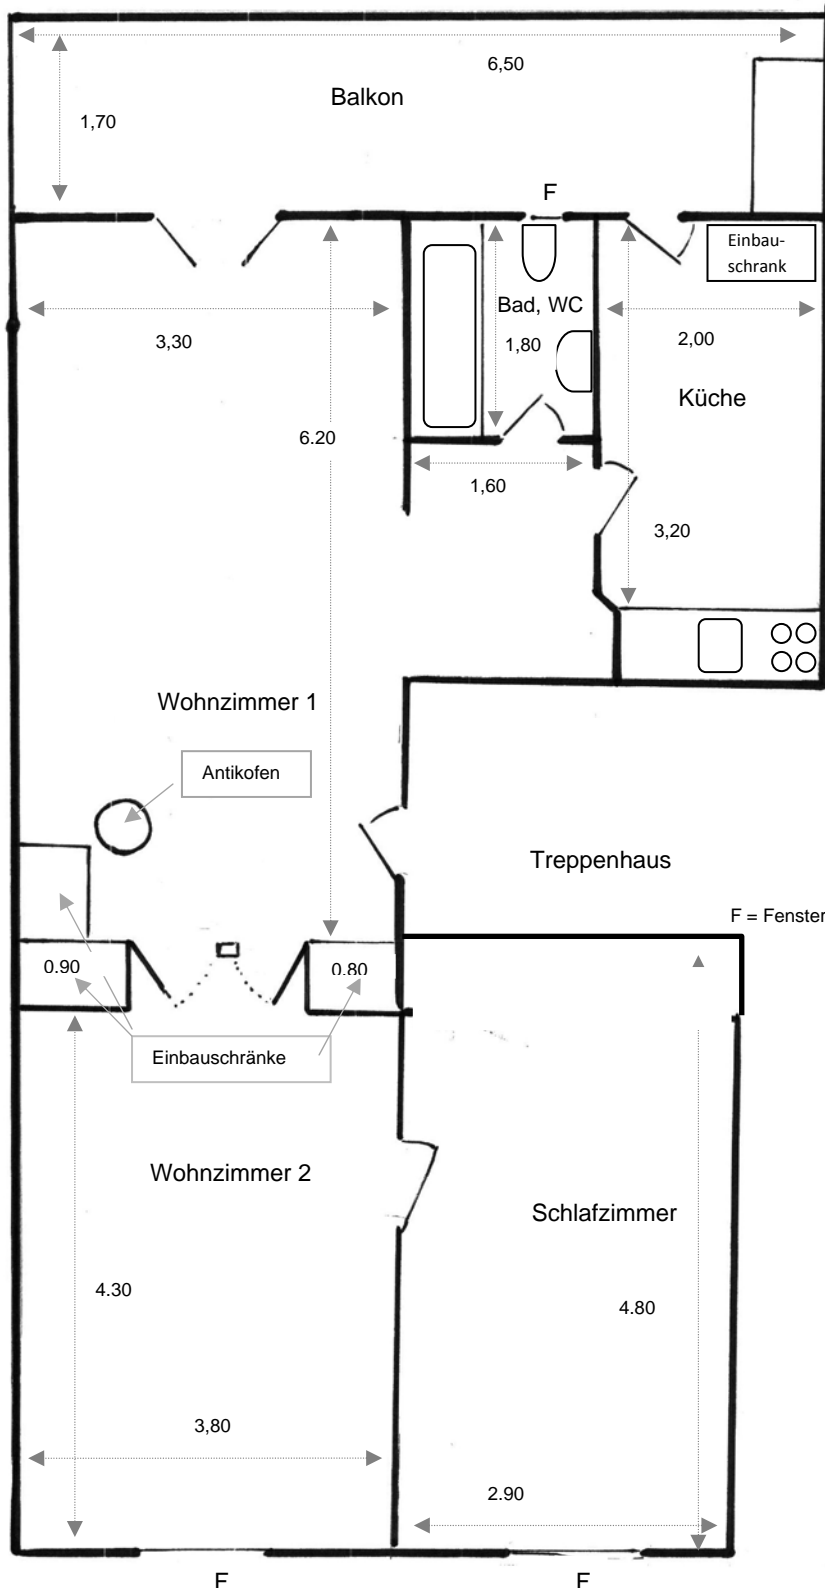 6,50
Balkon
1,70
F
Einbau-
schrank
Bad, WC
3,30
1,80
2,00
Küche
6.20
1,60
3,20
Wohnzimmer 1
Antikofen
Treppenhaus
F = Fenster
0.90
0.80
Einbauschränke
Wohnzimmer 2
Schlafzimmer
4.30
4.80
3,80
2.90
F
F